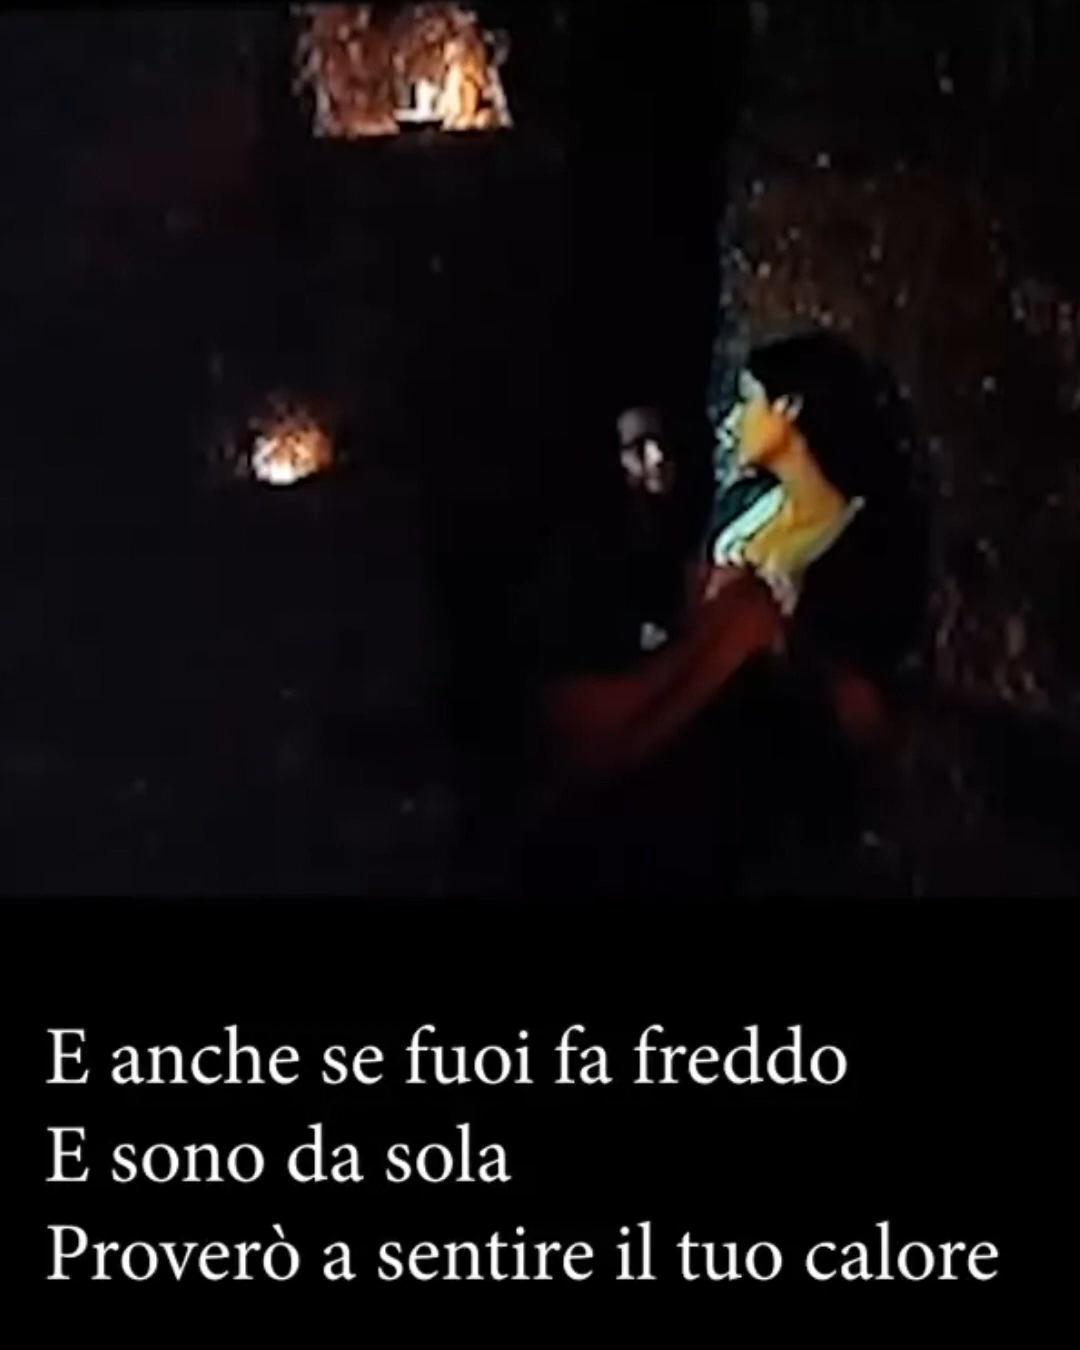 E anche se fuoi fa freddo
E sono da sola
Proverò a sentire il tuo calore